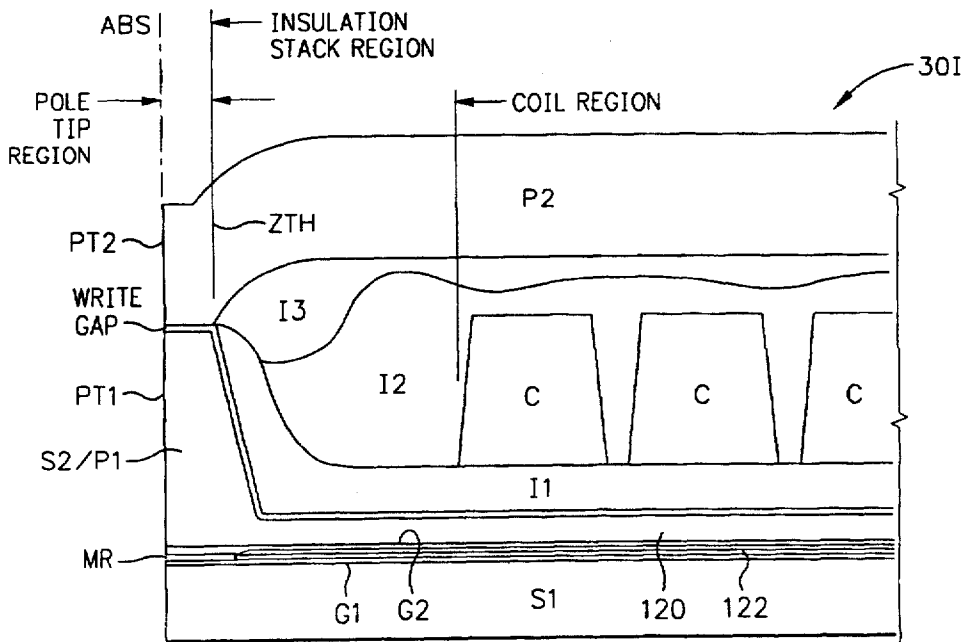 ABS
INSULATION
STACK REGION
30I
POLE
TIP
REGION
COIL REGION
P2
ZTH
PT2
WRITE
GAP
I3
I2
PT1
C
C
C
S2/P1
I1
MR
G1
G2
S1
120
122